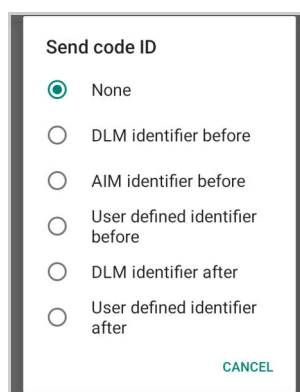 Send code ID
None
DLM identifier before
AIM identifier before
User defined identifier
before
DLM identifier after
User defined identifier
after
CANCEL